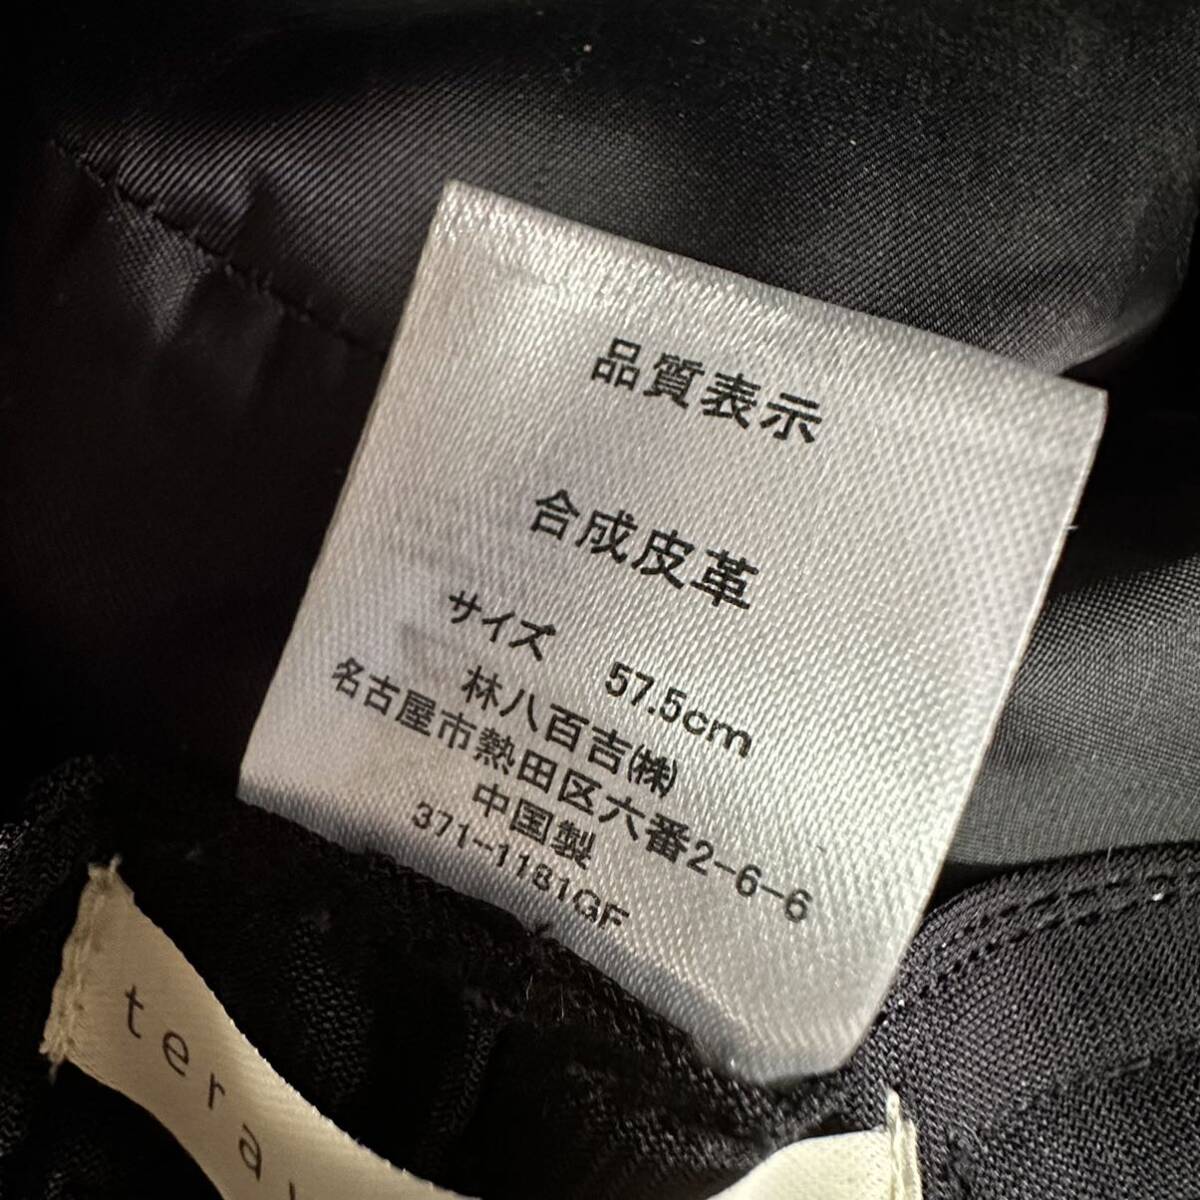 品質表示
合成皮革
サイズ 57.5cm
林八百吉㈱
名古屋市熱田区六番2-6-6
中国製
371-1181GF